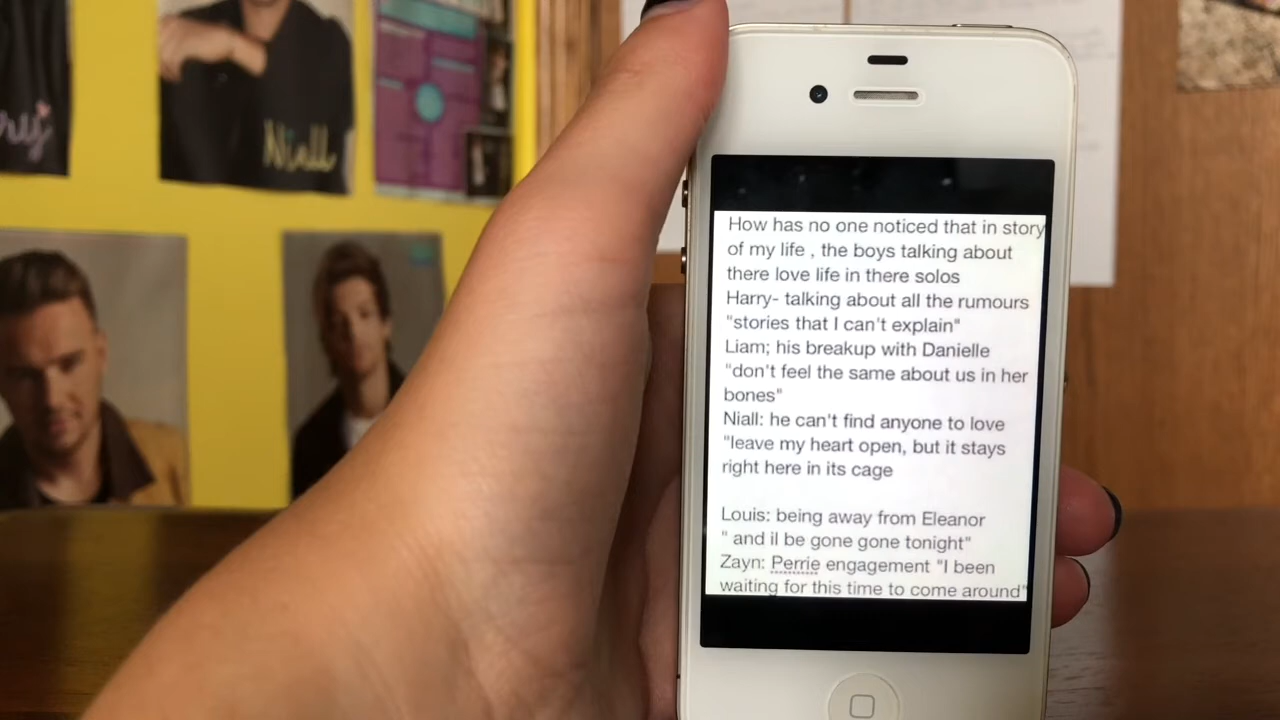 ry
Niall
How has no one noticed that in story
of my life , the boys talking about
there love life in there solos
Harry- talking about all the rumours
"stories that I can't explain"
Liam; his breakup with Danielle
"don't feel the same about us in her
bones"
Niall: he can't find anyone to love
"leave my heart open, but it stays
right here in its cage
Louis: being away from Eleanor
" and il be gone gone tonight"
Zayn: Perrie engagement "I been
waiting for this time to come around"